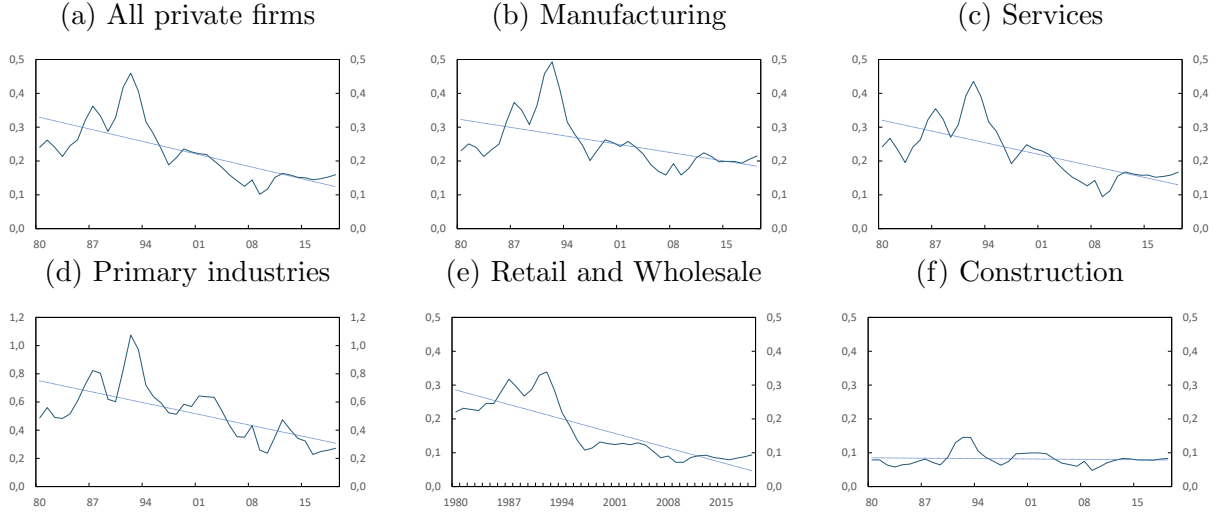 (a) All private firms
(b) Manufacturing
(c) Services
0,5 0,5 0,5 0,5 0,5 0,5
0,4 0,4 0,4 0,4 0,4 0,4
0,3 0,3 0,3 0,3 0,3 0,3
0,2 0,2 0,2 0,2 0,2 0,2
0,1 0,1 0,1 0,1 0,1 0,1
0,0 0,0 0,0 0,0 0,0 0,0
80 87 94 01 08 15 80 87 94 01 08 15 80 87 94 01 08 15
(d) Primary industries
(e) Retail and Wholesale
(f) Construction
1,2 1,2 0,5 0,5 0,5 0,5
1,0 1,0 0,4 0,4 0,4 0,4
0,8 0,8 0,3 0,3 0,3 0,3
0,6 0,6
0,4 0,4 0,2 0,2 0,2 0,2
0,2 0,2 0,1 0,1 0,1 0,1
0,0 0,0 0,0 0,0 0,0 0,0
80 87 94 01 08 15 1980 1987 1994 2001 2008 2015 80 87 94 01 08 15